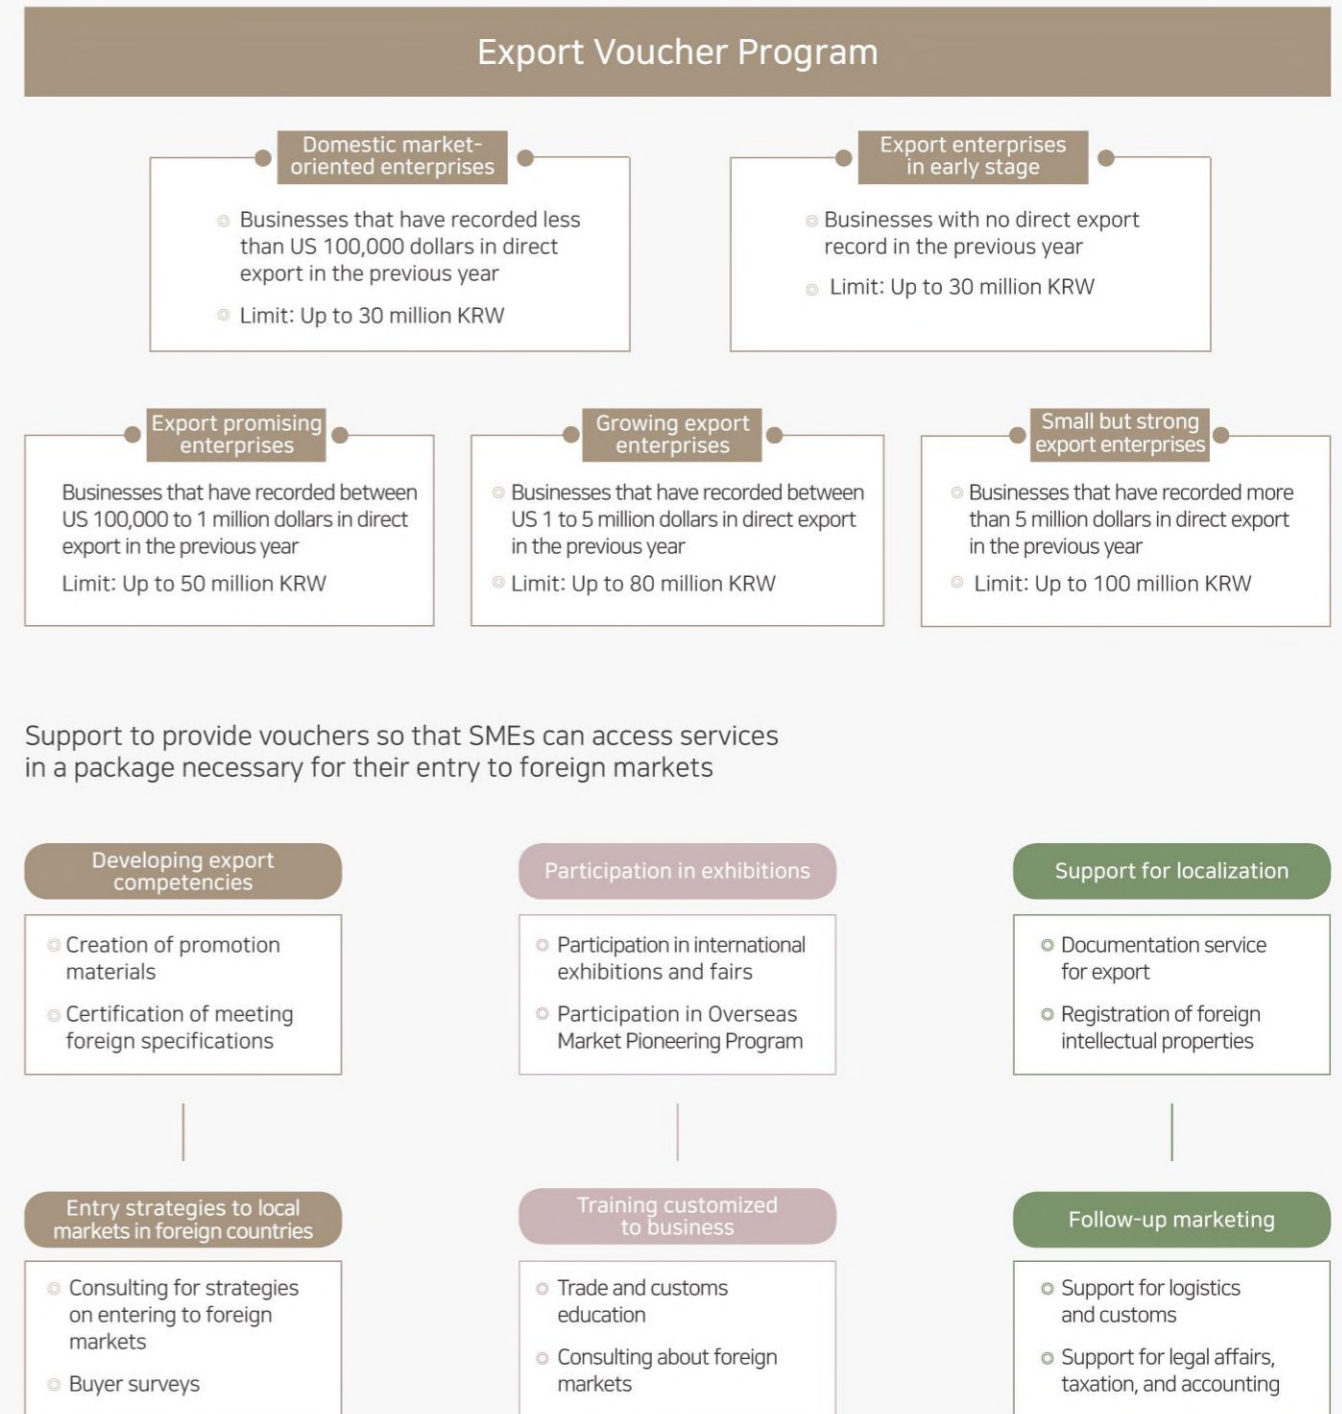 Export Voucher Program
Domestic market-
oriented enterprises
Businesses that have recorded less
than US 100,000 dollars in direct
export in the previous year
Limit: Up to 30 million KRW
Export enterprises
in early stage
Businesses with no direct export
record in the previous year
Limit: Up to 30 million KRW
Export promising
enterprises
Businesses that have recorded between
US 100,000 to 1 million dollars in direct
export in the previous year
Limit: Up to 50 million KRW
Growing export
enterprises
Businesses that have recorded between
US 1 to 5 million dollars in direct export
in the previous year
Limit: Up to 80 million KRW
Small but strong
export enterprises
Businesses that have recorded more
than 5 million dollars in direct export
in the previous year
Limit: Up to 100 million KRW
Support to provide vouchers so that SMEs can access services
in a package necessary for their entry to foreign markets
Developing export
competencies
Creation of promotion
materials
Certification of meeting
foreign specifications
Participation in exhibitions
Participation in international
exhibitions and fairs
Participation in Overseas
Market Pioneering Program
Support for localization
Documentation service
for export
Registration of foreign
intellectual properties
Entry strategies to local
markets in foreign countries
Consulting for strategies
on entering to foreign
markets
Buyer surveys
Training customized
to business
Trade and customs
education
Consulting about foreign
markets
Follow-up marketing
Support for logistics
and customs
Support for legal affairs,
taxation, and accounting